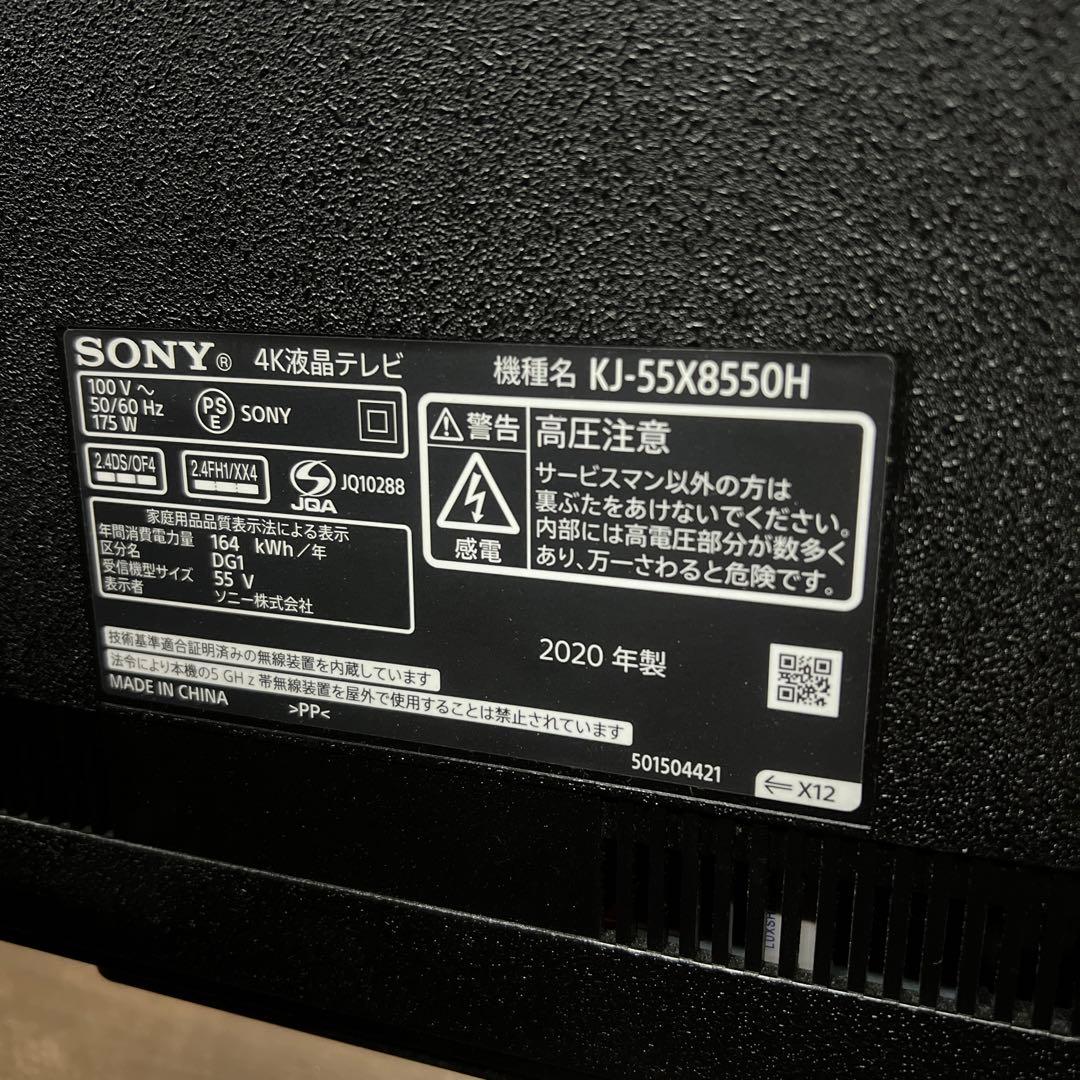 SONY® 4K液晶テレビ 機種名 KJ-55X8550H
100 V ~
50/60 Hz
175 W
PS
E
SONY
2.4DS/OF4
2.4FH1/XX4
JQA
JQ10288
家庭用品品質表示法による表示
年間消費電力量 164 kWh/年
区分名 DG1
受信機型サイズ 55 V
表示者 ソニー株式会社
警告
感電
高圧注意
サービスマン以外の方は
裏ぶたをあけないでください。
内部には高電圧部分が数多く
あり、万一さわると危険です。
技術基準適合証明済みの無線装置を内蔵しています
法令により本機の5 GHz 帯無線装置を屋外で使用することは禁止されています
MADE IN CHINA >PP<
2020 年製
501504421
⇐ X12